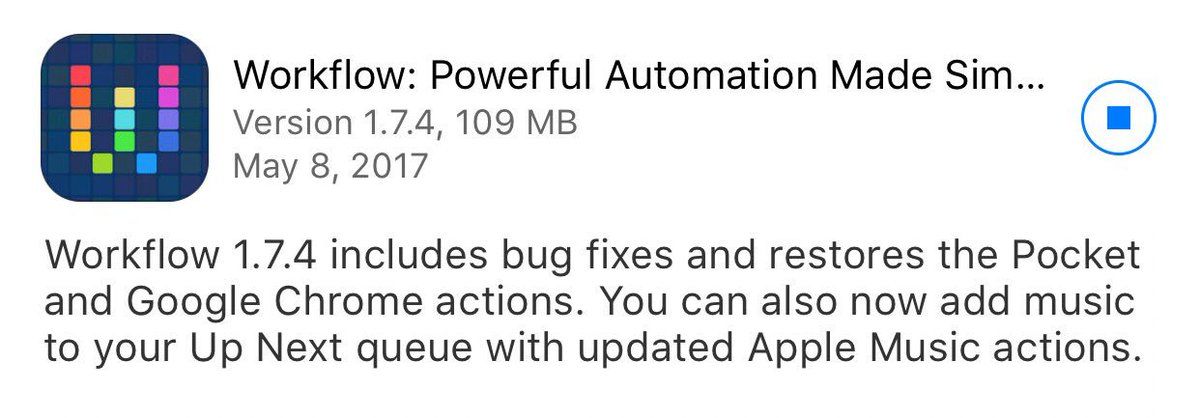 Workflow: Powerful Automation Made Sim...
Version 1.7.4, 109 MB
May 8, 2017
Workflow 1.7.4 includes bug fixes and restores the Pocket
and Google Chrome actions. You can also now add music
to your Up Next queue with updated Apple Music actions.